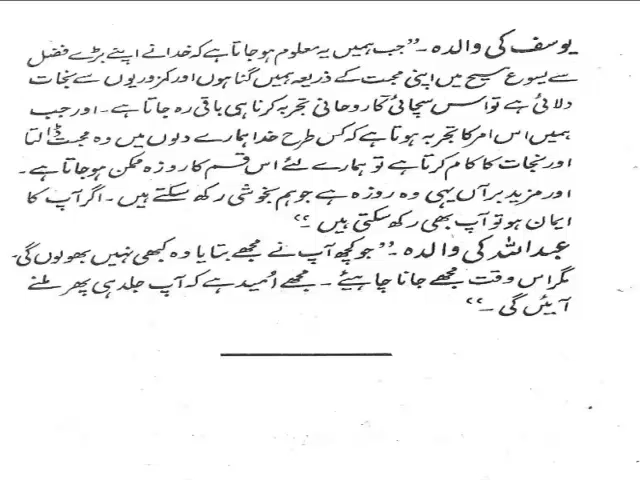 یوسف کی والدہ ۔ ”جب ہمیں یہ معلوم ہو جاتا ہے کہ خدا نے اپنے بڑے فضل
سے یسوع مسیح میں اپنی محبت کے ذریعہ ہمیں گناہوں اور کمزوریوں سے نجات
دلائی ہے تو اس سچائی کا روحانی تجربہ کرنا ہی باقی رہ جاتا ہے ۔ اور جب
ہمیں اس امر کا تجربہ ہوتا ہے کہ کس طرح خدا ہمارے دلوں میں وہ محبت ڈالتا
اور نجات کا کام کرتا ہے تو ہمارے لئے اس قسم کا روزہ ممکن ہو جاتا ہے ۔
اور مزید برآں یہی وہ روزہ ہے جو ہم بخوشی رکھ سکتے ہیں ۔ اگر آپ کا
ایمان ہو تو آپ بھی رکھ سکتی ہیں ۔“
عبداللہ کی والدہ ۔ ”جو کچھ آپ نے مجھے بتایا وہ کبھی نہیں بھولوں گی ۔
مگر اس وقت مجھے جانا چاہیئے ۔ مجھے اُمید ہے کہ آپ جلد ہی پھر ملنے
آئیں گی ۔“